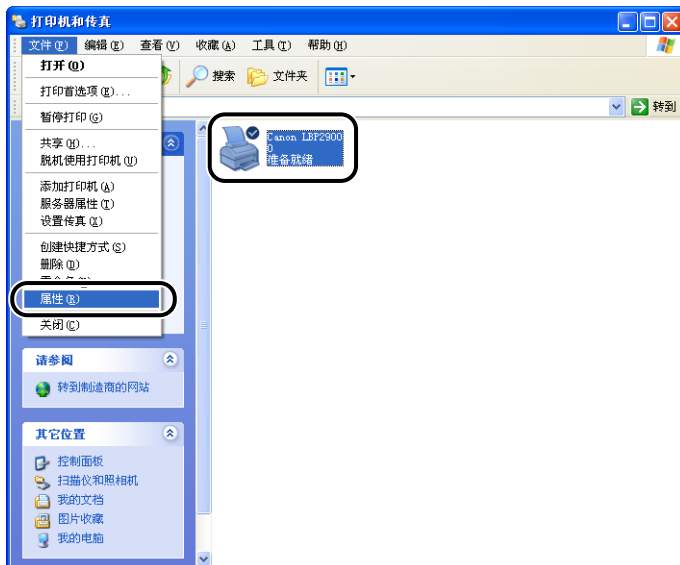 打印机和传真
文件(F) 编辑(E) 查看(V) 收藏(A) 工具(T) 帮助(H)
打开(O)
搜索 文件夹
打印首选项(E)...
转到
暂停打印(G)
共享(H)...
脱机使用打印机(U)
Canon LBP2900
0
准备就绪
添加打印机(A)
服务器属性(T)
设置传真(X)
创建快捷方式(S)
删除(D)
属性(R)
关闭(C)
请参阅
转到制造商的网站
其它位置
控制面板
扫描仪和照相机
我的文档
图片收藏
我的电脑